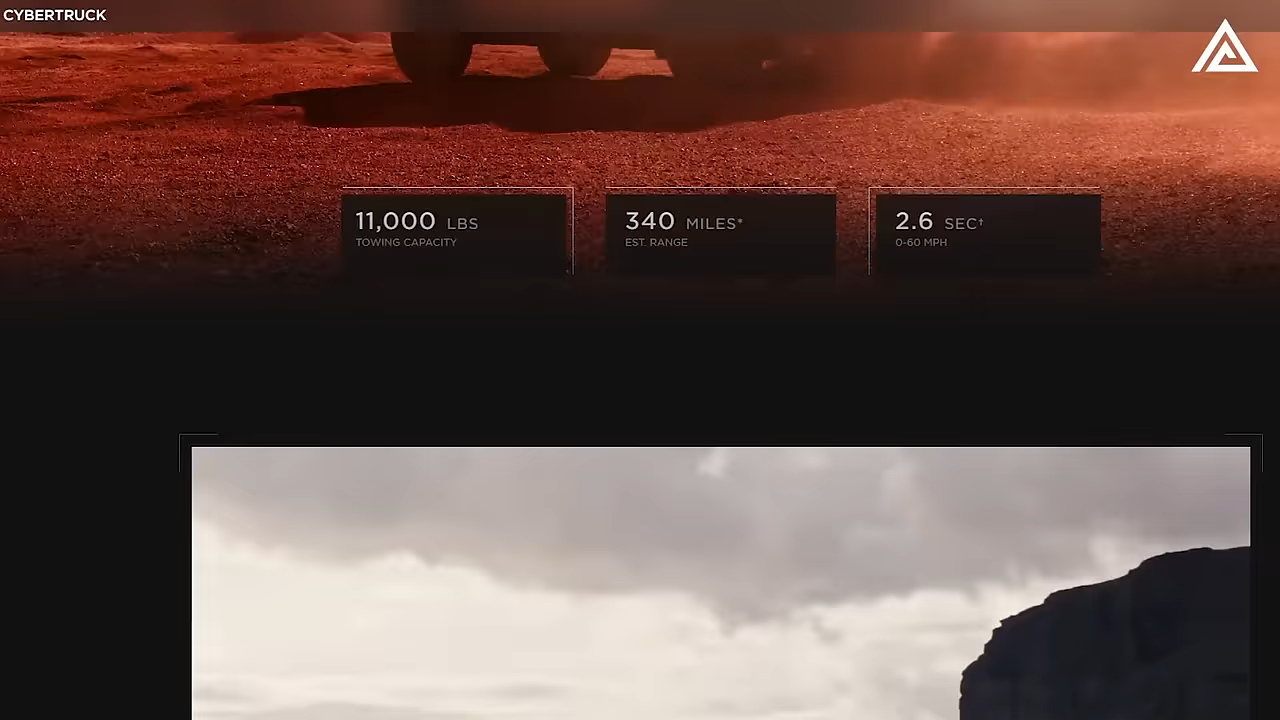 CYBERTRUCK
11,000 LBS
TOWING CAPACITY
340 MILES*
EST. RANGE
2.6 SEC†
0-60 MPH